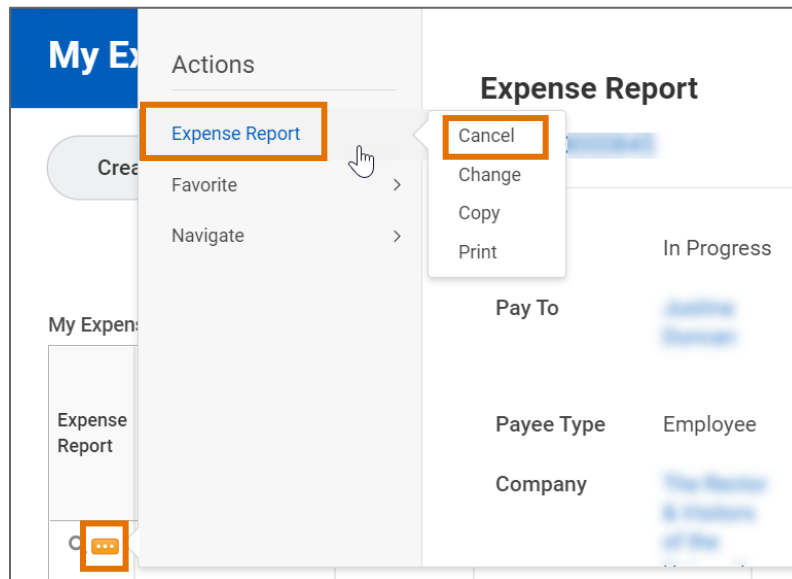 My Ex
Actions
Expense Report
Expense Report
Cancel
Crea
Change
Favorite
Copy
Navigate
Print
In Progress
My Expens
Pay To
Expense
Report
Payee Type
Employee
Company